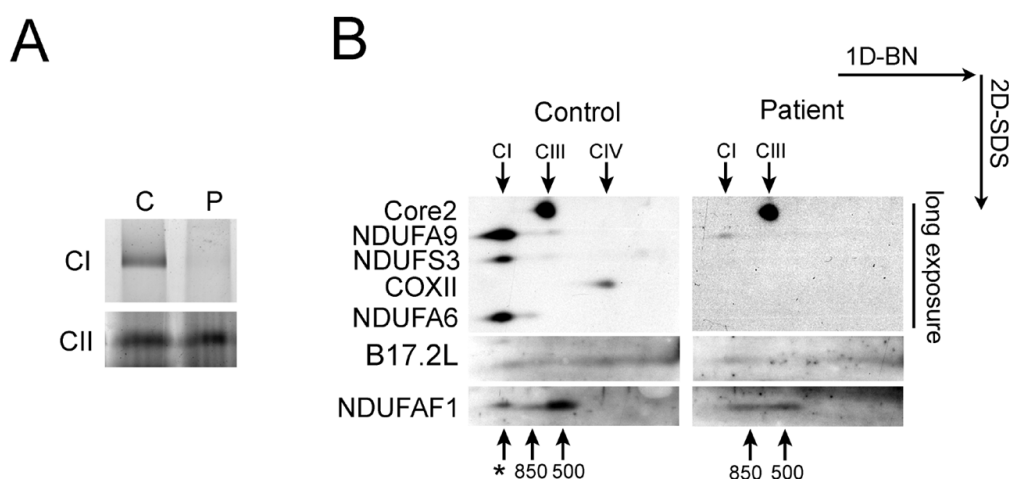 A
B
1D-BN
2D-SDS
Control
Patient
C
P
CI
CIII
CIV
CI
CIII
Core2
NDUFA9
CI
NDUFS3
COXII
NDUFA6
long exposure
CII
B17.2L
NDUFAF1
* 850 500
850 500